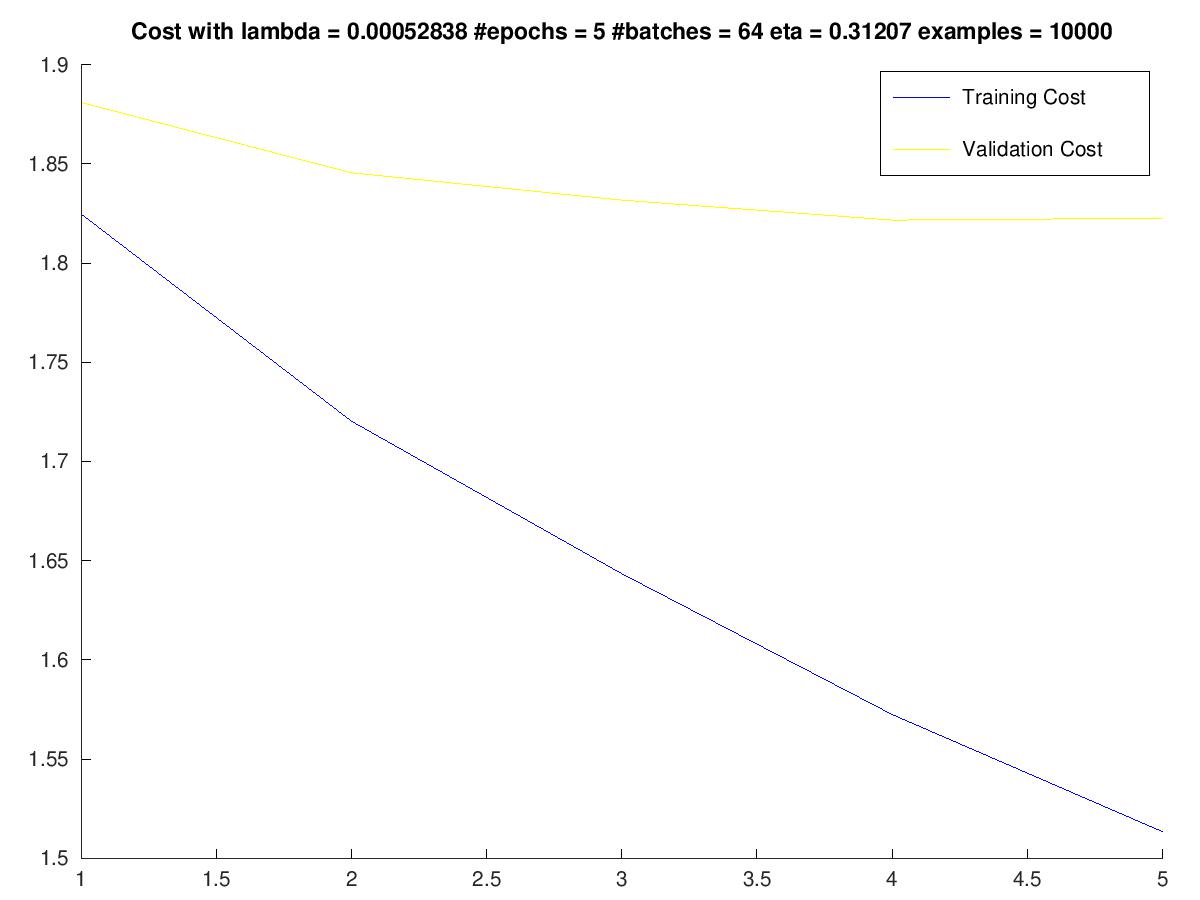 Cost with lambda = 0.00052838 #epochs = 5 #batches = 64 eta = 0.31207 examples = 10000
Training Cost
Validation Cost
1.9
1.85
1.8
1.75
1.7
1.65
1.6
1.55
1.5
1 1.5 2 2.5 3 3.5 4 4.5 5